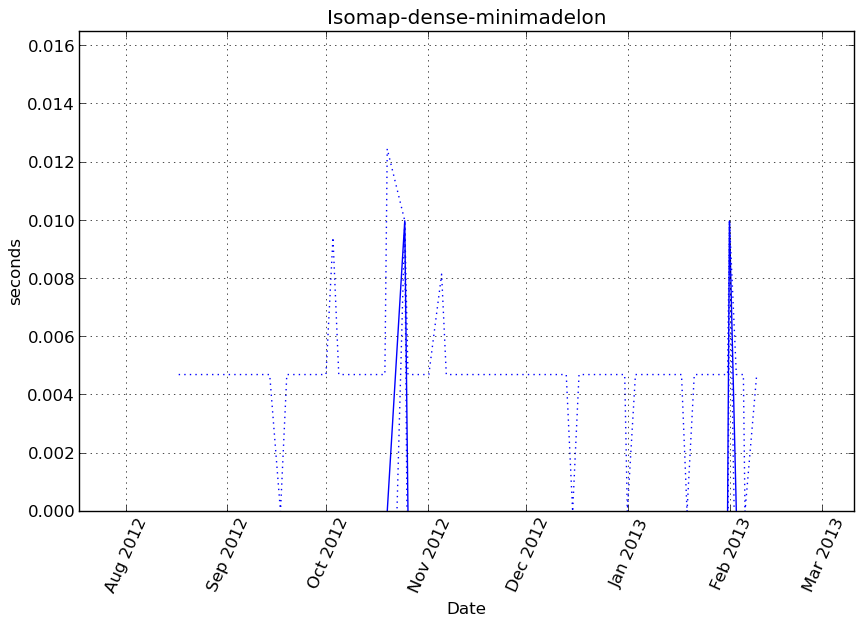 Isomap-dense-minimadelon
0.016
0.014
0.012
0.010
0.008
0.006
0.004
0.002
0.000
seconds
Aug 2012
Sep 2012
Oct 2012
Nov 2012
Dec 2012
Jan 2013
Feb 2013
Mar 2013
Date